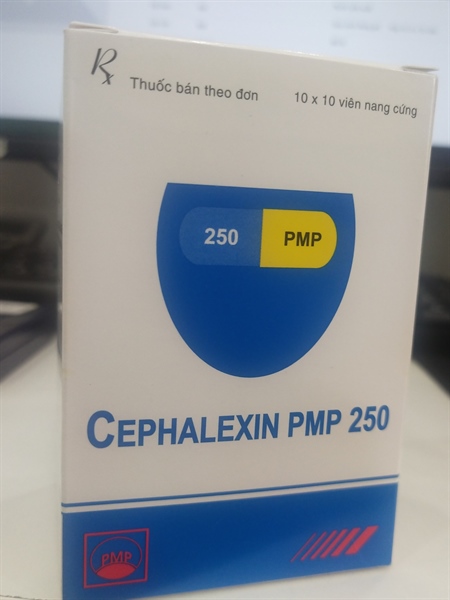 Rx
Thuốc bán theo đơn
10 x 10 viên nang cứng
250
PMP
CEPHALEXIN PMP 250
PMP